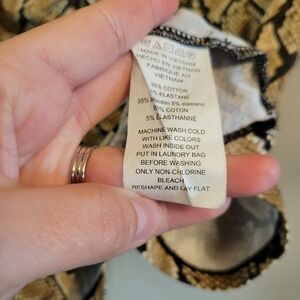 MADE IN VIETNAM
HECHO EN VIETNAM
FABRIQUE AU
VIETNAM
95% COTTON
5% ELASTANE
95% algodón 5% elastano
95% COTON
5% ÉLASTHANNE
MACHINE WASH COLD
WITH LIKE COLORS
WASH INSIDE OUT
PUT IN LAUNDRY BAG
BEFORE WASHING
ONLY NON-CHLORINE
BLEACH
RESHAPE AND LAY FLAT